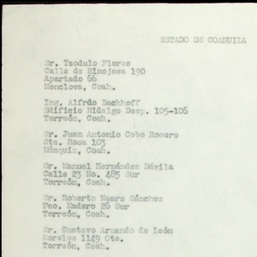 ESTADO DE COAHUILA
Sr. Teodulo Flores
Calle de Hinojosa 190
Apartado 66
Monclova, Coah.
Ing. Alfrdo Bachhoff
Edificio Hidalgo Desp. 105-106
Torreón, Coah.
Sr. Juan Antonio Cobo Romero
Sta. Rosa 103
Múzquiz, Coah.
Sr. Manuel Hernández Dávila
Calle 23 No. 485 Sur
Torreón, Coah.
Sr. Roberto Mears Sánchez
Fco. Madero 26 Sur
Torreón, Coah.
Sr. Gustavo Armando de León
Morelos 1149 Ote.
Torreón, Coah.